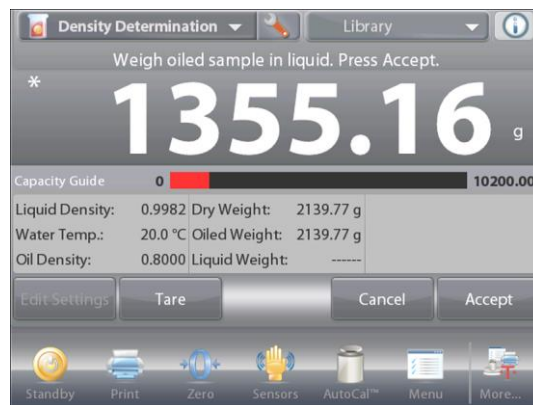 Density Determination Library
Weigh oiled sample in liquid. Press Accept.
* 1355.16 g
Capacity Guide 0 10200.00
Liquid Density: 0.9982 Dry Weight: 2139.77 g
Water Temp.: 20.0 °C Oiled Weight: 2139.77 g
Oil Density: 0.8000 Liquid Weight: ------
Edit Settings Tare Cancel Accept
Standby Print Zero Sensors AutoCal™ Menu More...